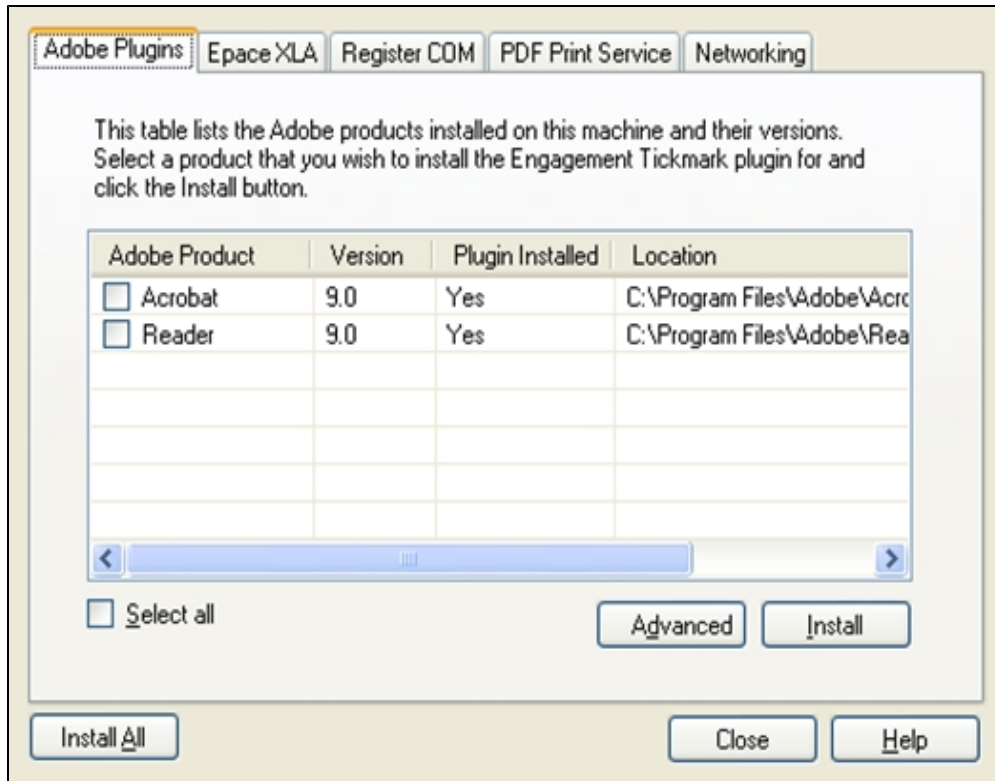 Adobe Plugins Epace XLA Register COM PDF Print Service Networking
This table lists the Adobe products installed on this machine and their versions.
Select a product that you wish to install the Engagement Tickmark plugin for and
click the Install button.
Adobe Product Version Plugin Installed Location
Acrobat 9.0 Yes C:\Program Files\Adobe\Acro
Reader 9.0 Yes C:\Program Files\Adobe\Rea
Select all Advanced Install
Install All Close Help